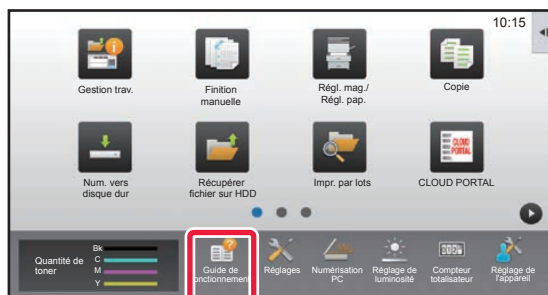 10:15
Gestion trav.
Finition
manuelle
Régl. mag./
Régl. pap.
Copie
Num. vers
disque dur
Récupérer
fichier sur HDD
Impr. par lots
CLOUD
PORTAL
CLOUD PORTAL
Quantité de
toner
Bk
C
M
Y
Guide de
fonctionnement
Réglages
Numérisation
PC
Réglage de
luminosité
Compteur
totalisateur
Réglage de
l'appareil